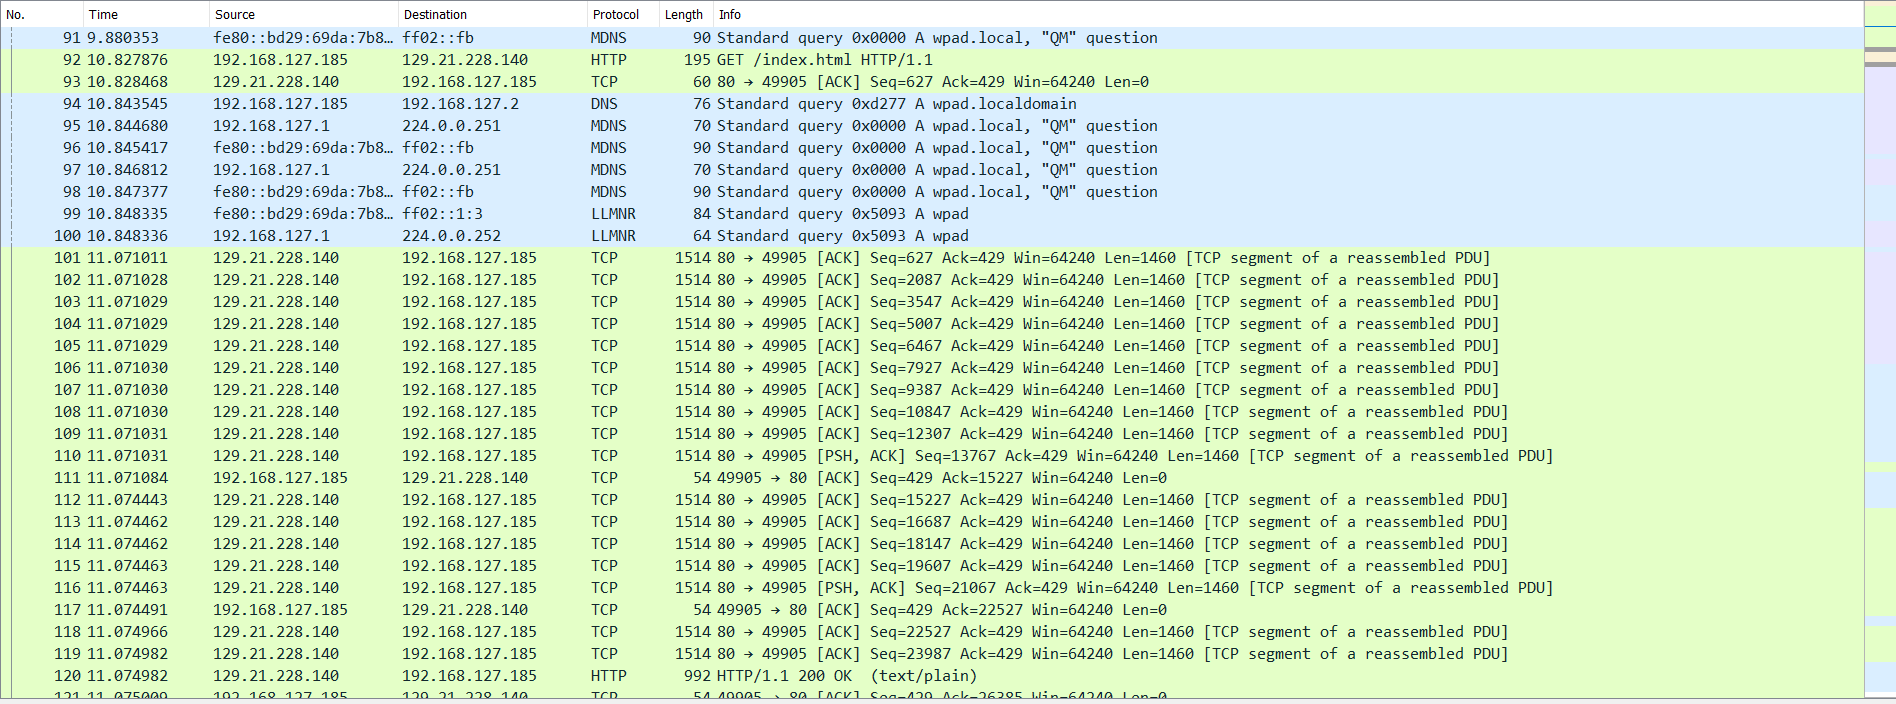 No. Time Source Destination Protocol Length Info
91 9.880353 fe80::bd29:69da:7b8… ff02::fb MDNS 90 Standard query 0x0000 A wpad.local, "QM" question
92 10.827876 192.168.127.185 129.21.228.140 HTTP 195 GET /index.html HTTP/1.1
93 10.828468 129.21.228.140 192.168.127.185 TCP 60 80 → 49905 [ACK] Seq=627 Ack=429 Win=64240 Len=0
94 10.843545 192.168.127.185 192.168.127.2 DNS 76 Standard query 0xd277 A wpad.localdomain
95 10.844680 192.168.127.1 224.0.0.251 MDNS 70 Standard query 0x0000 A wpad.local, "QM" question
96 10.845417 fe80::bd29:69da:7b8… ff02::fb MDNS 90 Standard query 0x0000 A wpad.local, "QM" question
97 10.846812 192.168.127.1 224.0.0.251 MDNS 70 Standard query 0x0000 A wpad.local, "QM" question
98 10.847377 fe80::bd29:69da:7b8… ff02::fb MDNS 90 Standard query 0x0000 A wpad.local, "QM" question
99 10.848335 fe80::bd29:69da:7b8… ff02::1:3 LLMNR 84 Standard query 0x5093 A wpad
100 10.848336 192.168.127.1 224.0.0.252 LLMNR 64 Standard query 0x5093 A wpad
101 11.071011 129.21.228.140 192.168.127.185 TCP 1514 80 → 49905 [ACK] Seq=627 Ack=429 Win=64240 Len=1460 [TCP segment of a reassembled PDU]
102 11.071028 129.21.228.140 192.168.127.185 TCP 1514 80 → 49905 [ACK] Seq=2087 Ack=429 Win=64240 Len=1460 [TCP segment of a reassembled PDU]
103 11.071029 129.21.228.140 192.168.127.185 TCP 1514 80 → 49905 [ACK] Seq=3547 Ack=429 Win=64240 Len=1460 [TCP segment of a reassembled PDU]
104 11.071029 129.21.228.140 192.168.127.185 TCP 1514 80 → 49905 [ACK] Seq=5007 Ack=429 Win=64240 Len=1460 [TCP segment of a reassembled PDU]
105 11.071029 129.21.228.140 192.168.127.185 TCP 1514 80 → 49905 [ACK] Seq=6467 Ack=429 Win=64240 Len=1460 [TCP segment of a reassembled PDU]
106 11.071030 129.21.228.140 192.168.127.185 TCP 1514 80 → 49905 [ACK] Seq=7927 Ack=429 Win=64240 Len=1460 [TCP segment of a reassembled PDU]
107 11.071030 129.21.228.140 192.168.127.185 TCP 1514 80 → 49905 [ACK] Seq=9387 Ack=429 Win=64240 Len=1460 [TCP segment of a reassembled PDU]
108 11.071030 129.21.228.140 192.168.127.185 TCP 1514 80 → 49905 [ACK] Seq=10847 Ack=429 Win=64240 Len=1460 [TCP segment of a reassembled PDU]
109 11.071031 129.21.228.140 192.168.127.185 TCP 1514 80 → 49905 [ACK] Seq=12307 Ack=429 Win=64240 Len=1460 [TCP segment of a reassembled PDU]
110 11.071031 129.21.228.140 192.168.127.185 TCP 1514 80 → 49905 [PSH, ACK] Seq=13767 Ack=429 Win=64240 Len=1460 [TCP segment of a reassembled PDU]
111 11.071084 192.168.127.185 129.21.228.140 TCP 54 49905 → 80 [ACK] Seq=429 Ack=15227 Win=64240 Len=0
112 11.074443 129.21.228.140 192.168.127.185 TCP 1514 80 → 49905 [ACK] Seq=15227 Ack=429 Win=64240 Len=1460 [TCP segment of a reassembled PDU]
113 11.074462 129.21.228.140 192.168.127.185 TCP 1514 80 → 49905 [ACK] Seq=16687 Ack=429 Win=64240 Len=1460 [TCP segment of a reassembled PDU]
114 11.074462 129.21.228.140 192.168.127.185 TCP 1514 80 → 49905 [ACK] Seq=18147 Ack=429 Win=64240 Len=1460 [TCP segment of a reassembled PDU]
115 11.074463 129.21.228.140 192.168.127.185 TCP 1514 80 → 49905 [ACK] Seq=19607 Ack=429 Win=64240 Len=1460 [TCP segment of a reassembled PDU]
116 11.074463 129.21.228.140 192.168.127.185 TCP 1514 80 → 49905 [PSH, ACK] Seq=21067 Ack=429 Win=64240 Len=1460 [TCP segment of a reassembled PDU]
117 11.074491 192.168.127.185 129.21.228.140 TCP 54 49905 → 80 [ACK] Seq=429 Ack=22527 Win=64240 Len=0
118 11.074966 129.21.228.140 192.168.127.185 TCP 1514 80 → 49905 [ACK] Seq=22527 Ack=429 Win=64240 Len=1460 [TCP segment of a reassembled PDU]
119 11.074982 129.21.228.140 192.168.127.185 TCP 1514 80 → 49905 [ACK] Seq=23987 Ack=429 Win=64240 Len=1460 [TCP segment of a reassembled PDU]
120 11.074982 129.21.228.140 192.168.127.185 HTTP 992 HTTP/1.1 200 OK (text/plain)
121 11.075009 192.168.127.185 129.21.228.140 TCP 54 49905 → 80 [ACK] Seq=429 Ack=26385 Win=64240 Len=0